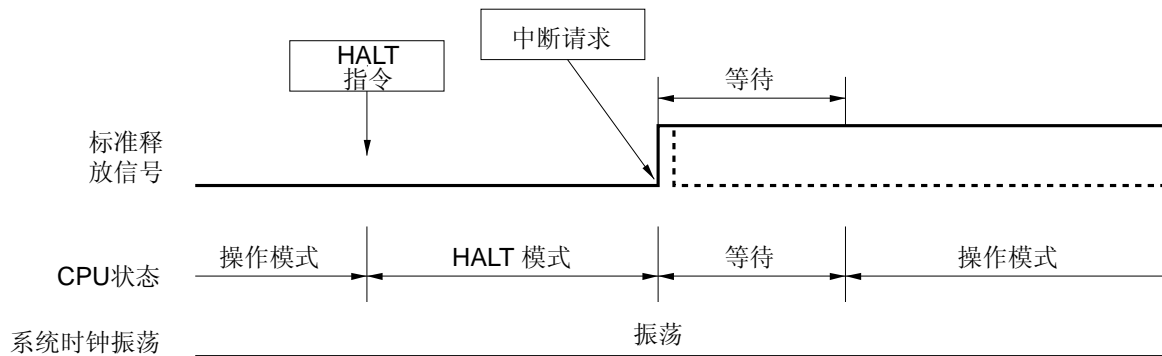 HALT
指令
中断请求
等待
标准释
放信号
操作模式
HALT 模式
等待
操作模式
CPU状态
振荡
系统时钟振荡